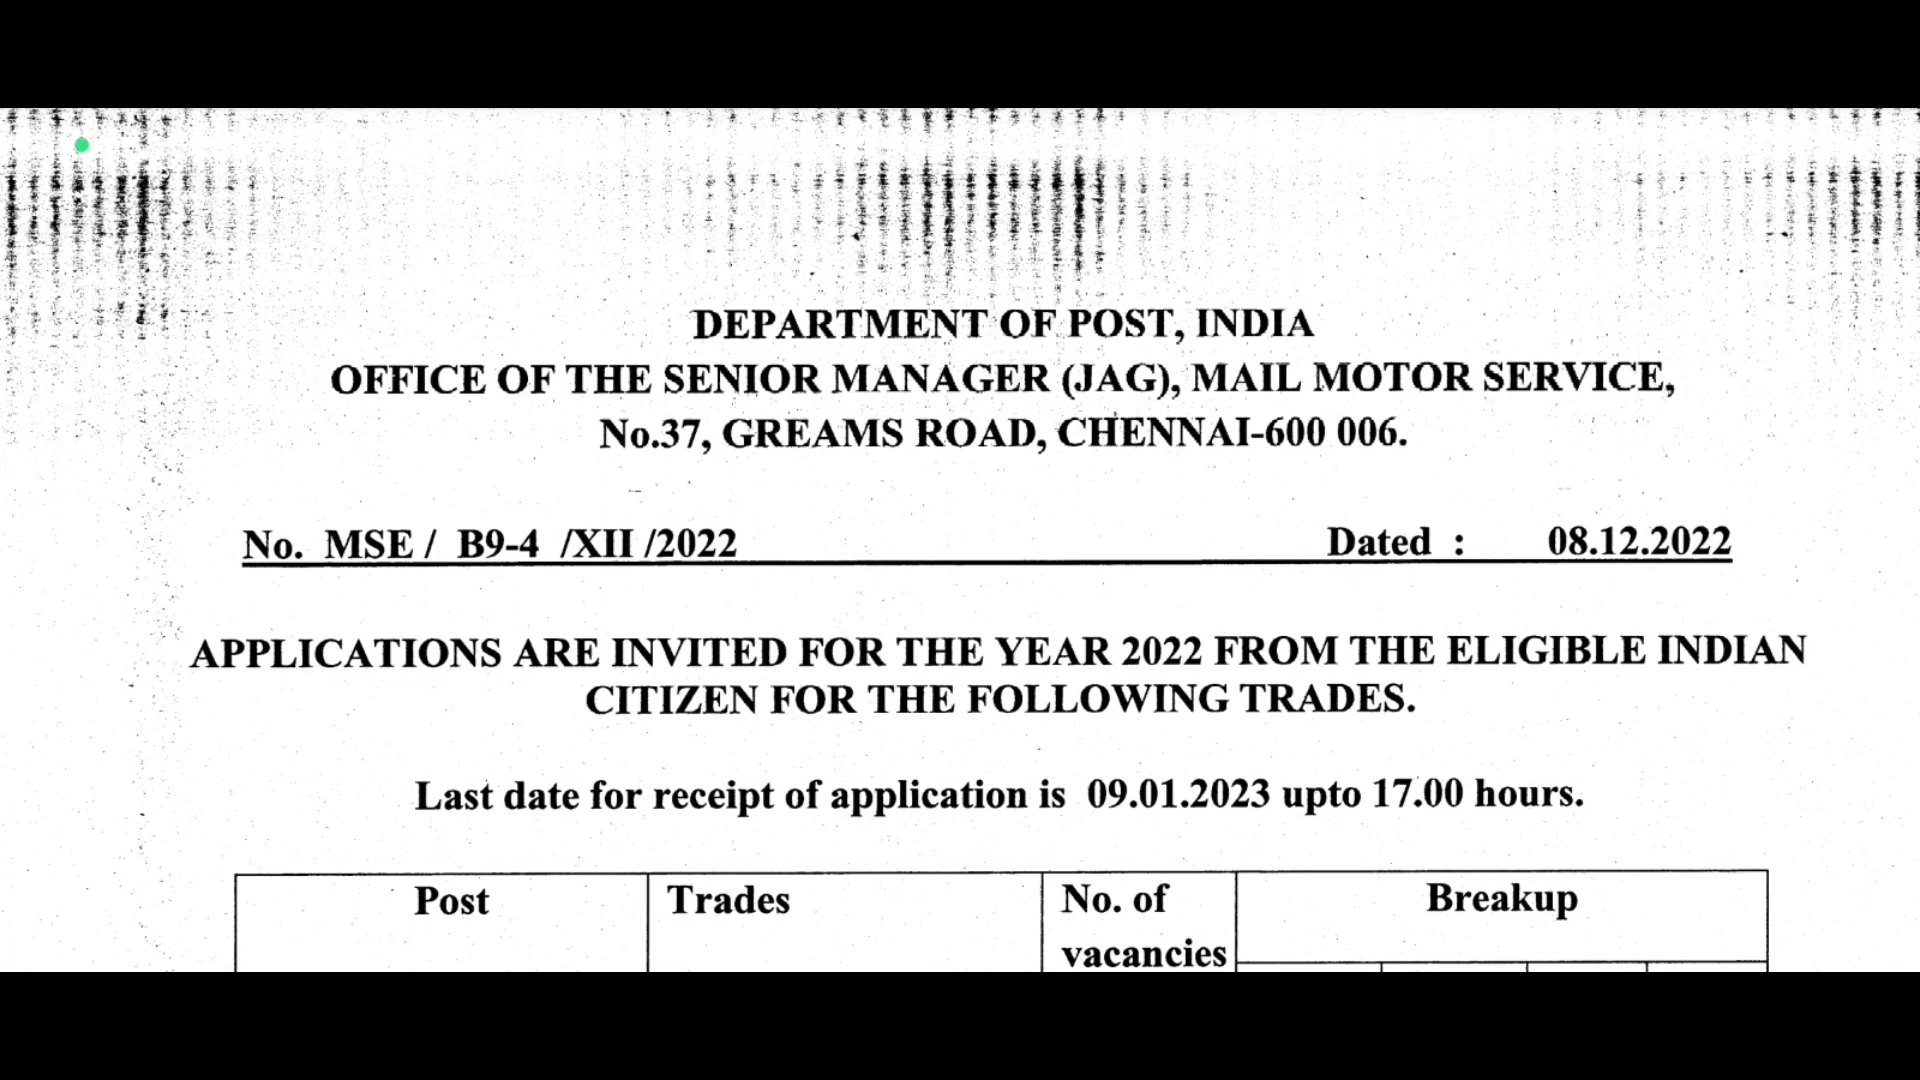 DEPARTMENT OF POST, INDIA
OFFICE OF THE SENIOR MANAGER (JAG), MAIL MOTOR SERVICE,
No.37, GREAMS ROAD, CHENNAI-600 006.
No. MSE / B9-4 /XII /2022 Dated : 08.12.2022
APPLICATIONS ARE INVITED FOR THE YEAR 2022 FROM THE ELIGIBLE INDIAN
CITIZEN FOR THE FOLLOWING TRADES.
Last date for receipt of application is 09.01.2023 upto 17.00 hours.
Post Trades No. of Breakup
vacancies